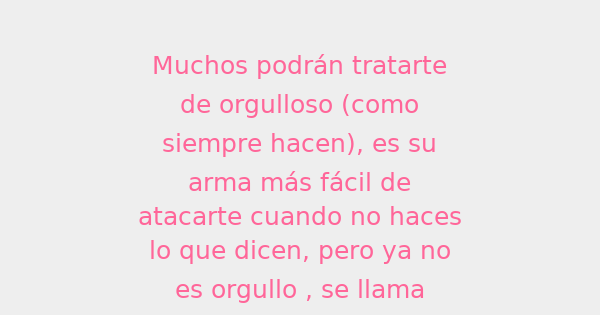 Muchos podrán tratarte
de orgulloso (como
siempre hacen), es su
arma más fácil de
atacarte cuando no haces
lo que dicen, pero ya no
es orgullo , se llama